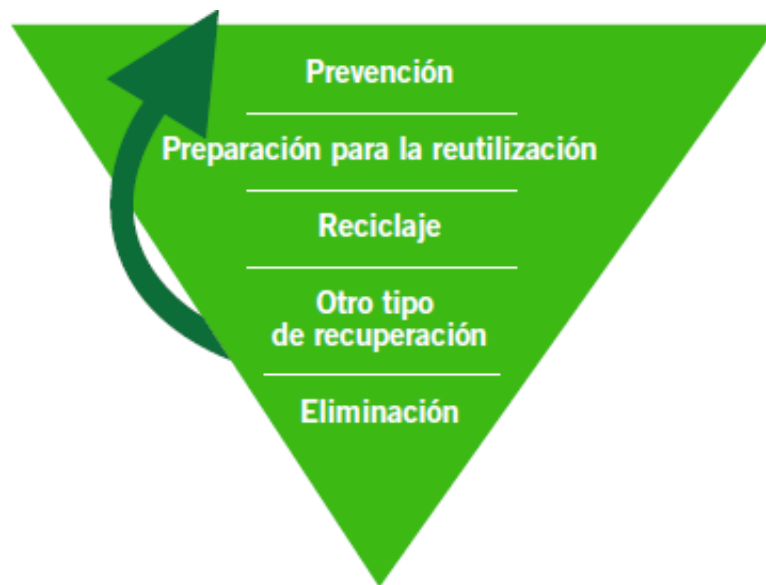 Prevención
Preparación para la reutilización
Reciclaje
Otro tipo
de recuperación
Eliminación